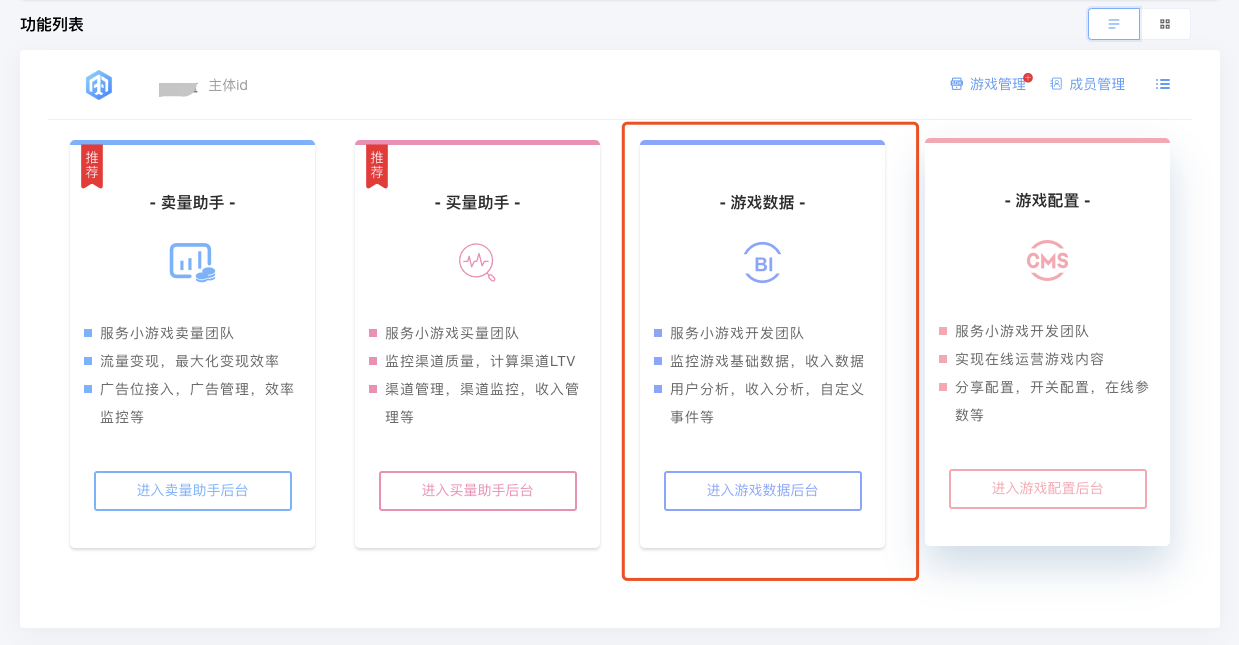 功能列表
主体id
游戏管理
成员管理
推荐
- 卖量助手 -
服务小游戏卖量团队
流量变现，最大化变现效率
广告位接入，广告管理，效率
监控等
进入卖量助手后台
推荐
- 买量助手 -
服务小游戏买量团队
监控渠道质量，计算渠道LTV
渠道管理，渠道监控，收入管
理等
进入买量助手后台
- 游戏数据 -
BI
服务小游戏开发团队
监控游戏基础数据，收入数据
用户分析，收入分析，自定义
事件等
进入游戏数据后台
- 游戏配置 -
CMS
服务小游戏开发团队
实现在线运营游戏内容
分享配置，开关配置，在线参
数等
进入游戏配置后台